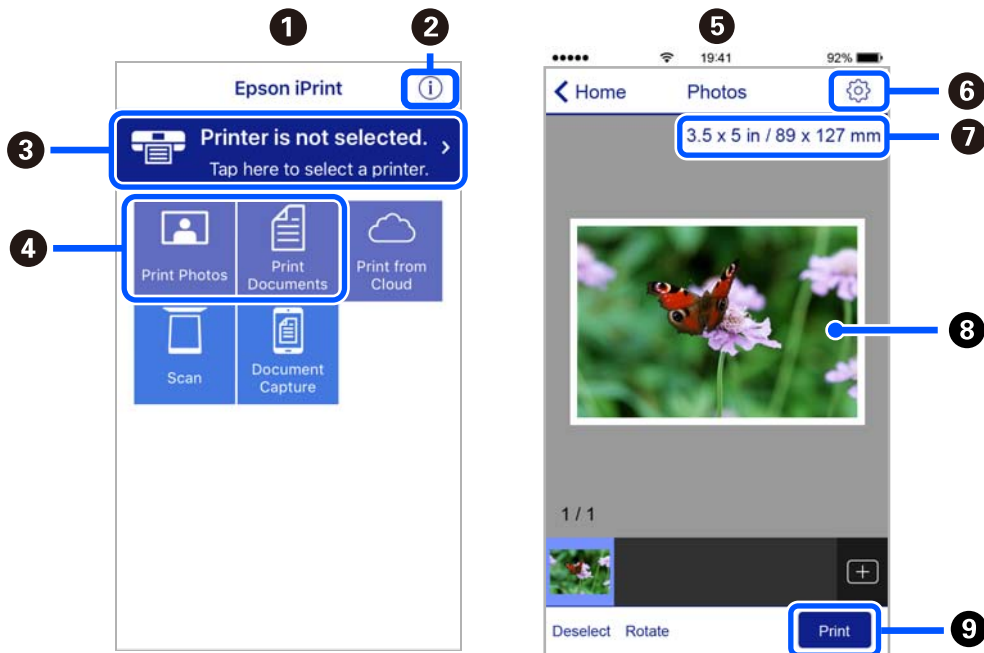 1
2
Epson iPrint
3
Printer is not selected.
Tap here to select a printer.
4
Print Photos
Print
Documents
Print from
Cloud
Scan
Document
Capture
5
19:41
92%
Home
Photos
6
3.5 x 5 in / 89 x 127 mm
7
8
1 / 1
Deselect
Rotate
Print
9